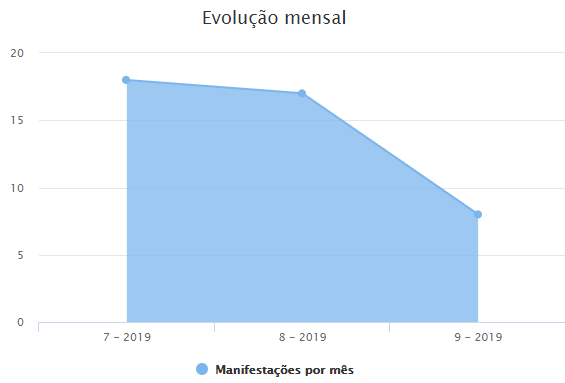 Evolução mensal
20
15
10
5
0
7 – 2019
8 – 2019
9 – 2019
Manifestações por mês